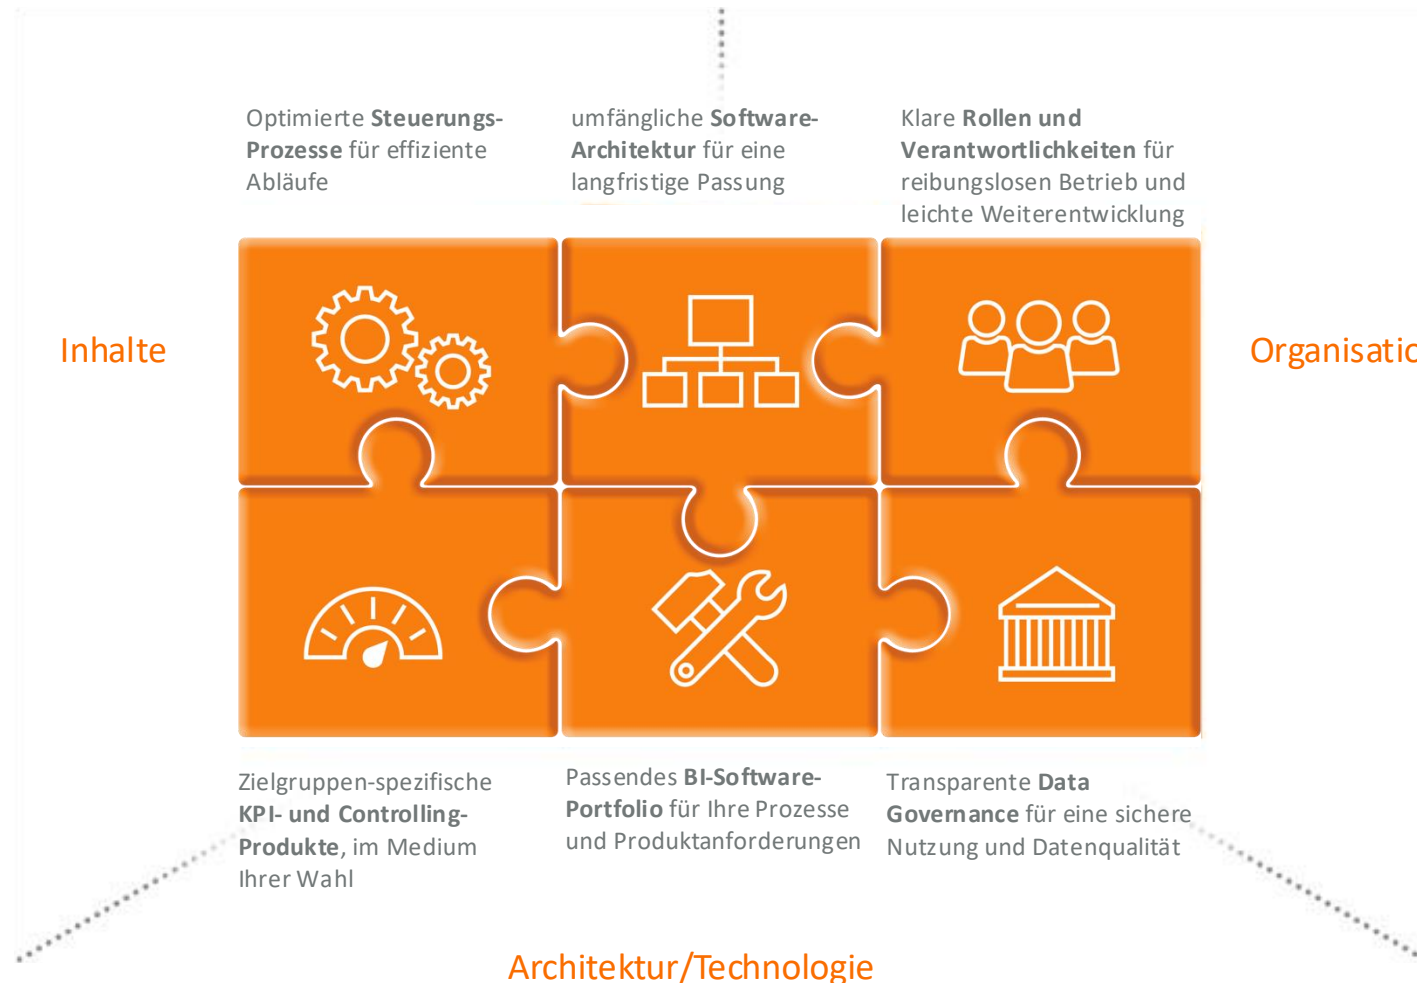 Optimierte Steuerungs-
Prozesse für effiziente
Abläufe
umfängliche Software-
Architektur für eine
langfristige Passung
Klare Rollen und
Verantwortlichkeiten für
reibungslosen Betrieb und
leichte Weiterentwicklung
Inhalte
Organisatio
Zielgruppen-spezifische
KPI- und Controlling-
Produkte, im Medium
Ihrer Wahl
Passendes BI-Software-
Portfolio für Ihre Prozesse
und Produktanforderungen
Transparente Data
Governance für eine sichere
Nutzung und Datenqualität
Architektur/Technologie